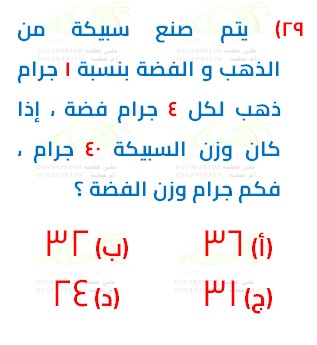 ٢٩) يتم صنع سبيكة من
الذهب و الفضة بنسبة ١ جرام
ذهب لكل ٤ جرام فضة ، إذا
كان وزن السبيكة ٤٠ جرام ،
فكم جرام وزن الفضة ؟
(أ) ٣٦ (ب) ٣٢
(ج) ٣١ (د) ٢٤